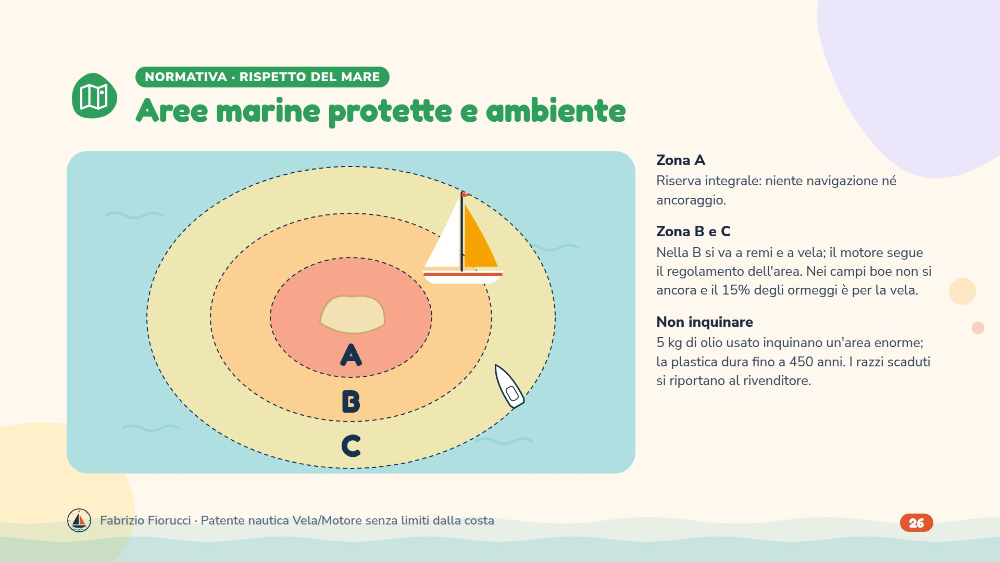 NORMATIVA · RISPETTO DEL MARE
Aree marine protette e ambiente
A
B
C
Zona A
Riserva integrale: niente navigazione né
ancoraggio.
Zona B e C
Nella B si va a remi e a vela; il motore segue
il regolamento dell'area. Nei campi boe non si
ancora e il 15% degli ormeggi è per la vela.
Non inquinare
5 kg di olio usato inquinano un'area enorme;
la plastica dura fino a 450 anni. I razzi scaduti
si riportano al rivenditore.
Fabrizio Fiorucci · Patente nautica Vela/Motore senza limiti dalla costa
26